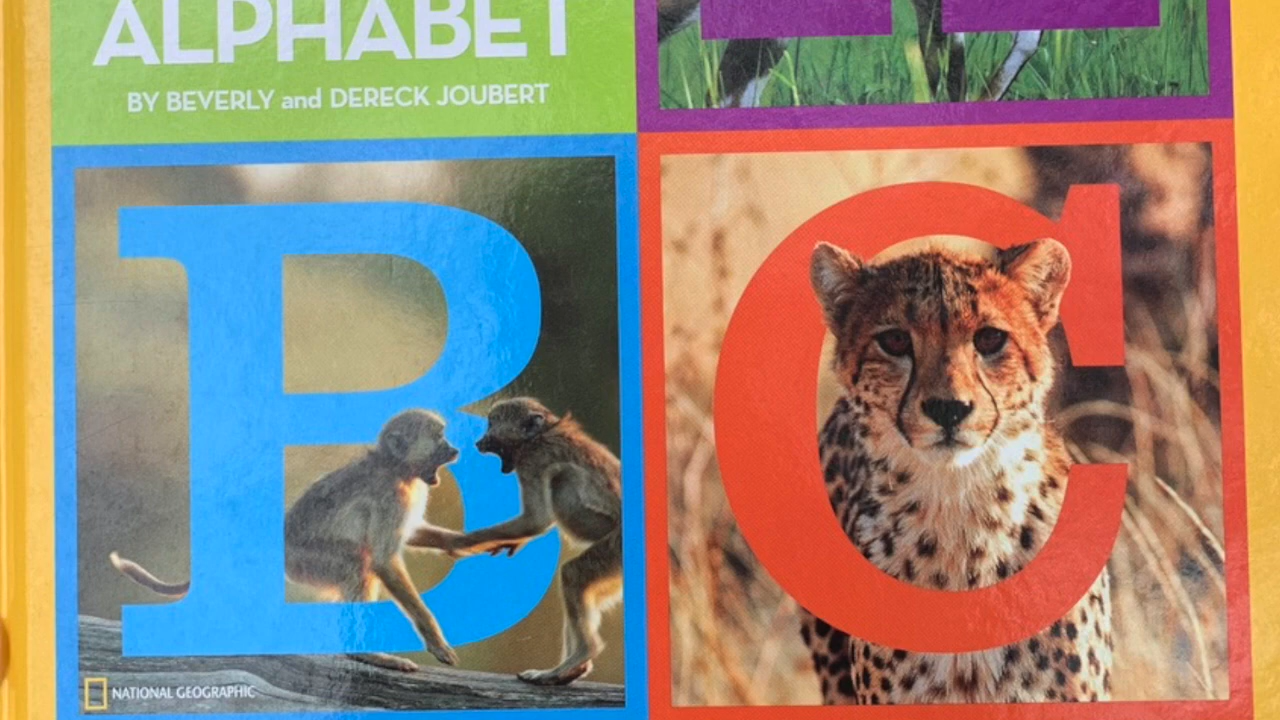 ALPHABET
BY BEVERLY and DERECK JOUBERT
B
C
NATIONAL GEOGRAPHIC